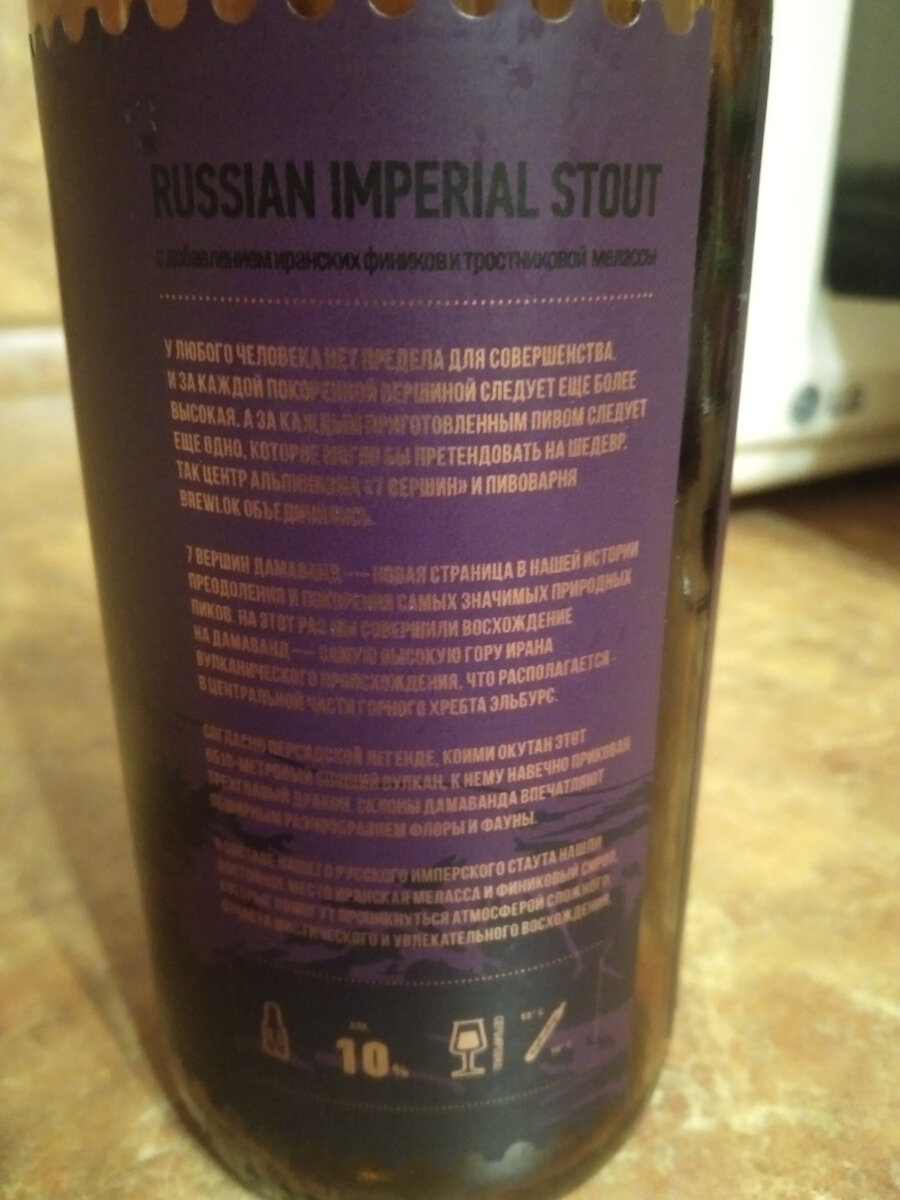 RUSSIAN IMPERIAL STOUT
с добавлением иранских фиников и тростниковой мелассы
У ЛЮБОГО ЧЕЛОВЕКА НЕТ ПРЕДЕЛА ДЛЯ СОВЕРШЕНСТВА.
И ЗА КАЖДОЙ ПОКОРЕННОЙ ВЕРШИНОЙ СЛЕДУЕТ ЕЩЕ БОЛЕЕ
ВЫСОКАЯ. А ЗА КАЖДЫМ ПРИГОТОВЛЕННЫМ ПИВОМ СЛЕДУЕТ
ЕЩЕ ОДНО, КОТОРОЕ МОГЛО БЫ ПРЕТЕНДОВАТЬ НА ШЕДЕВР.
ТАК ЦЕНТР АЛЬПИНИЗМА «7 ВЕРШИН» И ПИВОВАРНЯ
BREWLOK ОБЪЕДИНИЛИСЬ.
7 ВЕРШИН ДАМАВАНД — НОВАЯ СТРАНИЦА В НАШЕЙ ИСТОРИИ
ПРЕОДОЛЕНИЯ И ПОКОРЕНИЯ САМЫХ ЗНАЧИМЫХ ПРИРОДНЫХ
ПИКОВ. НА ЭТОТ РАЗ МЫ СОВЕРШИЛИ ВОСХОЖДЕНИЕ
НА ДАМАВАНД — САМУЮ ВЫСОКУЮ ГОРУ ИРАНА
ВУЛКАНИЧЕСКОГО ПРОИСХОЖДЕНИЯ, ЧТО РАСПОЛАГАЕТСЯ
В ЦЕНТРАЛЬНОЙ ЧАСТИ ГОРНОГО ХРЕБТА ЭЛЬБУРС.
СОГЛАСНО ПЕРСИДСКОЙ ЛЕГЕНДЕ, КОИМИ ОКУТАН ЭТОТ
5610-МЕТРОВЫЙ СПЯЩИЙ ВУЛКАН, К НЕМУ НАВЕЧНО ПРИКОВАН
ТРЕХГЛАВЫЙ ДРАКОН. СКЛОНЫ ДАМАВАНДА ВПЕЧАТЛЯЮТ
РАЗНООБРАЗИЕМ ФЛОРЫ И ФАУНЫ.
В СОСТАВЕ НАШЕГО РУССКОГО ИМПЕРСКОГО СТАУТА НАШЛИ
МЕСТО ИРАНСКАЯ МЕЛАССА И ФИНИКОВЫЙ СИРОП,
КОТОРЫЕ ПОМОГУТ ПРОНИКНУТЬСЯ АТМОСФЕРОЙ СЛОЖНОГО,
ОТЧАСТИ МИСТИЧЕСКОГО И УВЛЕКАТЕЛЬНОГО ВОСХОЖДЕНИЯ.
АЛК.
10%